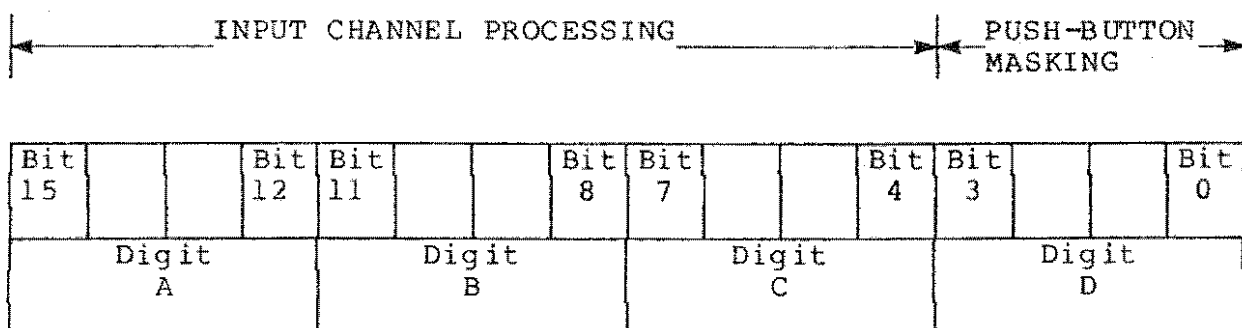 INPUT CHANNEL PROCESSING PUSH-BUTTON
MASKING
Bit Bit Bit Bit Bit Bit Bit Bit
15 12 11 8 7 4 3 0
Digit Digit Digit Digit
A B C D